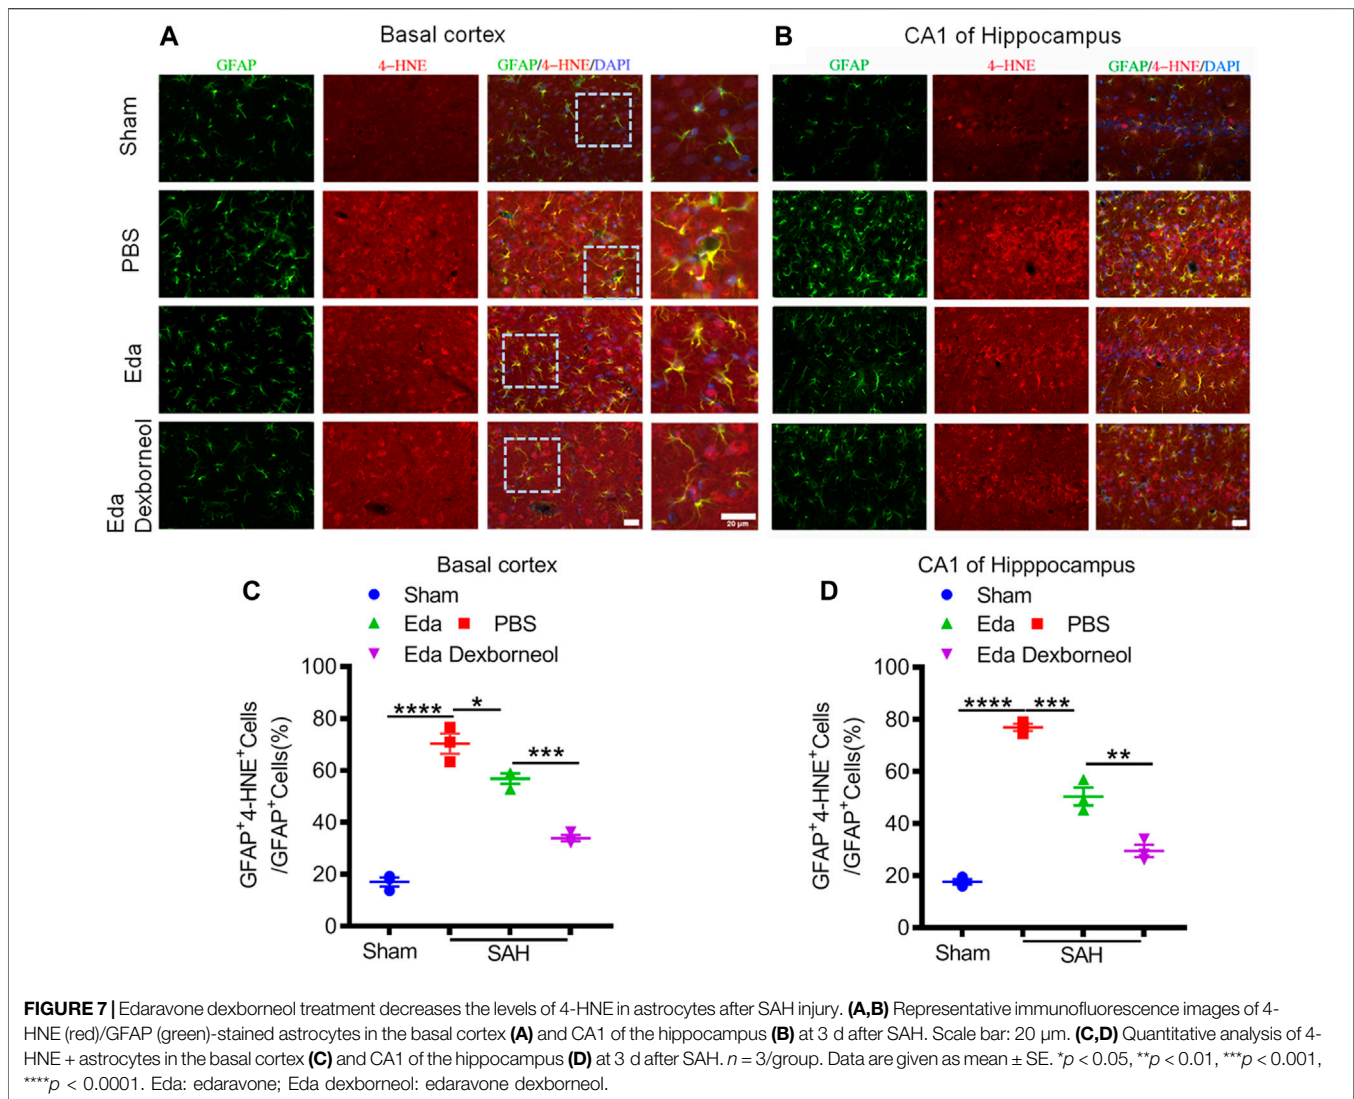 A
Basal cortex
GFAP
4-HNE
GFAP/4-HNE/DAPI
B
CA1 of Hippocampus
GFAP
4-HNE
GFAP/4-HNE/DAPI
Sham
PBS
Eda
Eda
Dexborneol
20 µm
C
Basal cortex
Sham
Eda PBS
Eda Dexborneol
GFAP+4-HNE+Cells
/GFAP+Cells(%)
100
80
60
40
20
0
****
*
***
Sham
SAH
D
CA1 of Hipppocampus
Sham
Eda PBS
Eda Dexborneol
GFAP+4-HNE+Cells
/GFAP+Cells(%)
100
80
60
40
20
0
****
***
**
Sham
SAH
FIGURE 7 | Edaravone dexborneol treatment decreases the levels of 4-HNE in astrocytes after SAH injury. (A,B) Representative immunofluorescence images of 4-
HNE (red)/GFAP (green)-stained astrocytes in the basal cortex (A) and CA1 of the hippocampus (B) at 3 d after SAH. Scale bar: 20 µm. (C,D) Quantitative analysis of 4-
HNE + astrocytes in the basal cortex (C) and CA1 of the hippocampus (D) at 3 d after SAH. n = 3/group. Data are given as mean ± SE. *p < 0.05, **p < 0.01, ***p < 0.001,
****p < 0.0001. Eda: edaravone; Eda dexborneol: edaravone dexborneol.